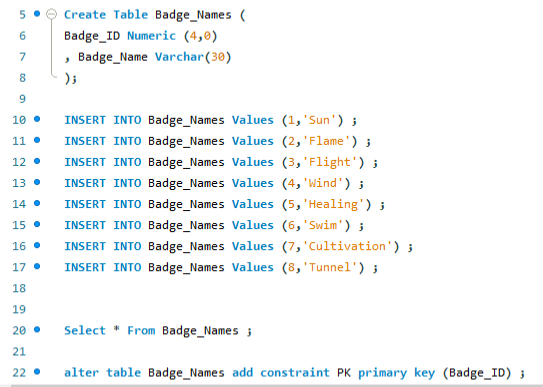 5 Create Table Badge_Names (
6 Badge_ID Numeric (4,0)
7 , Badge_Name Varchar(30)
8 );
9
10 INSERT INTO Badge_Names Values (1,'Sun') ;
11 INSERT INTO Badge_Names Values (2,'Flame') ;
12 INSERT INTO Badge_Names Values (3,'Flight') ;
13 INSERT INTO Badge_Names Values (4,'Wind') ;
14 INSERT INTO Badge_Names Values (5,'Healing') ;
15 INSERT INTO Badge_Names Values (6,'Swim') ;
16 INSERT INTO Badge_Names Values (7,'Cultivation') ;
17 INSERT INTO Badge_Names Values (8,'Tunnel') ;
18
19
20 Select * From Badge_Names ;
21
22 alter table Badge_Names add constraint PK primary key (Badge_ID) ;